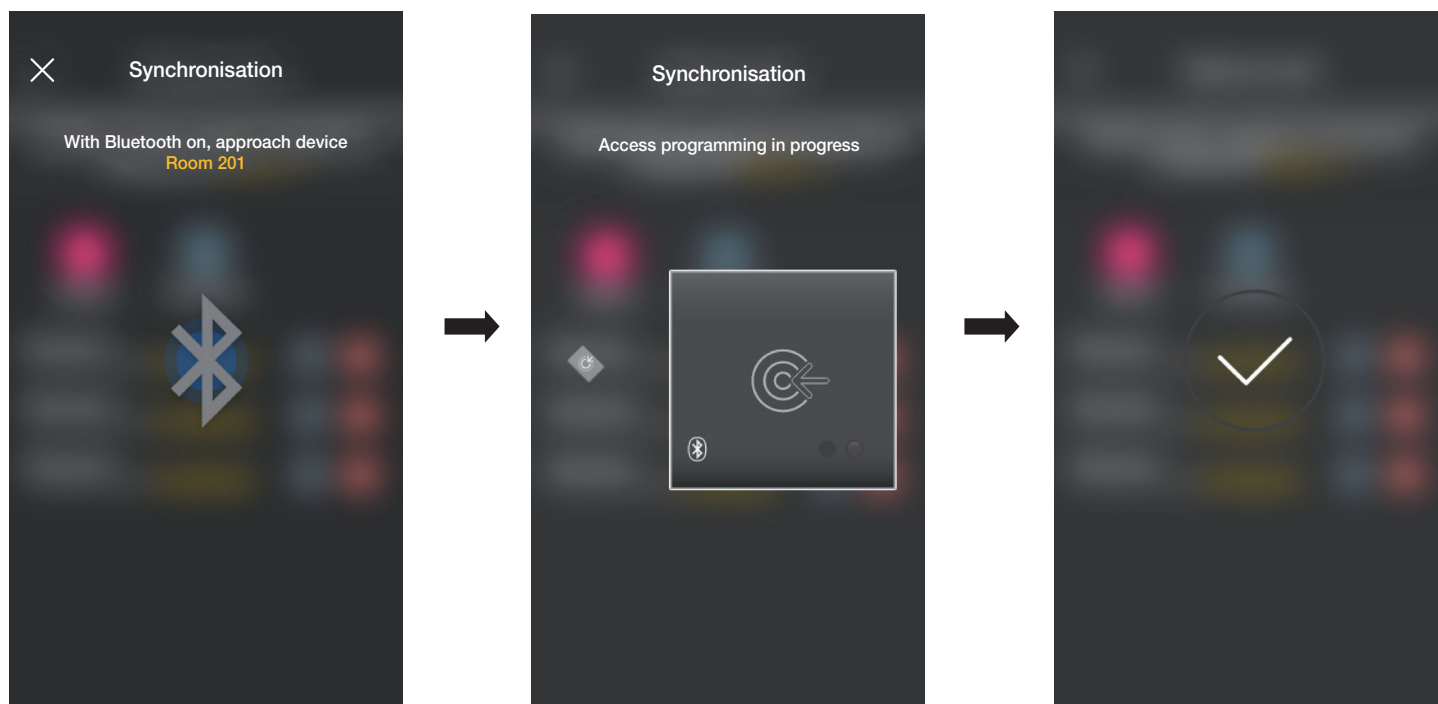 Synchronisation
With Bluetooth on, approach device
Room 201
Synchronisation
Access programming in progress